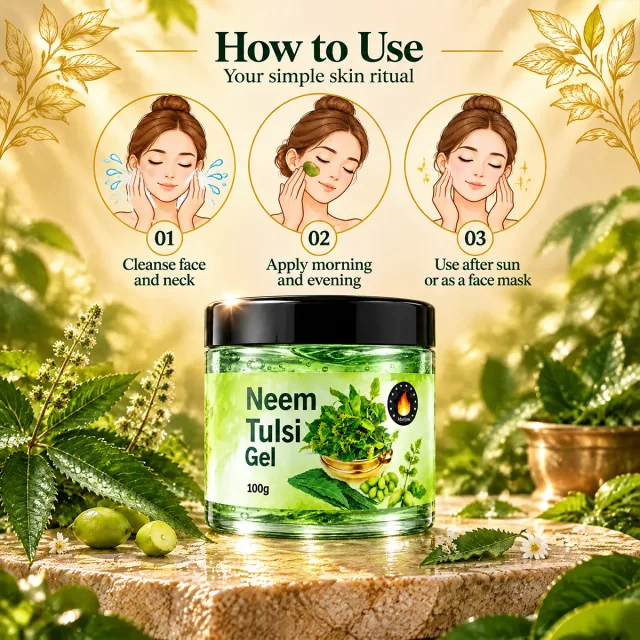 How to Use
Your simple skin ritual
01
Cleanse face
and neck
02
Apply morning
and evening
03
Use after sun
or as a face mask
Neem
Tulsi
Gel
100g